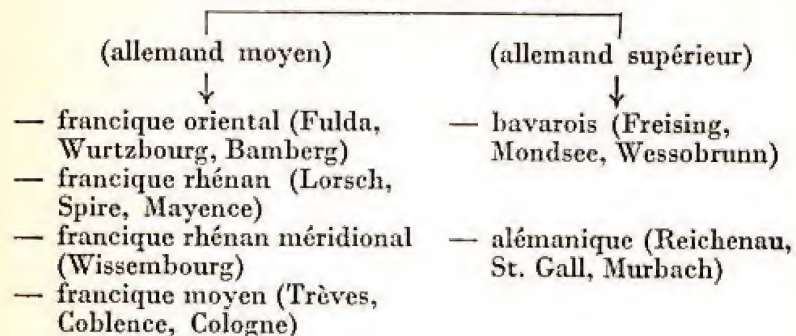 (allemand moyen)
— francique oriental (Fulda,
Wurtzbourg, Bamberg)
— francique rhénan (Lorsch,
Spire, Mayence)
— francique rhénan méridional
(Wissembourg)
— francique moyen (Trèves,
Coblence, Cologne)
(allemand supérieur)
— bavarois (Freising,
Mondsee, Wessobrunn)
— alémanique (Reichenau,
St. Gall, Murbach)